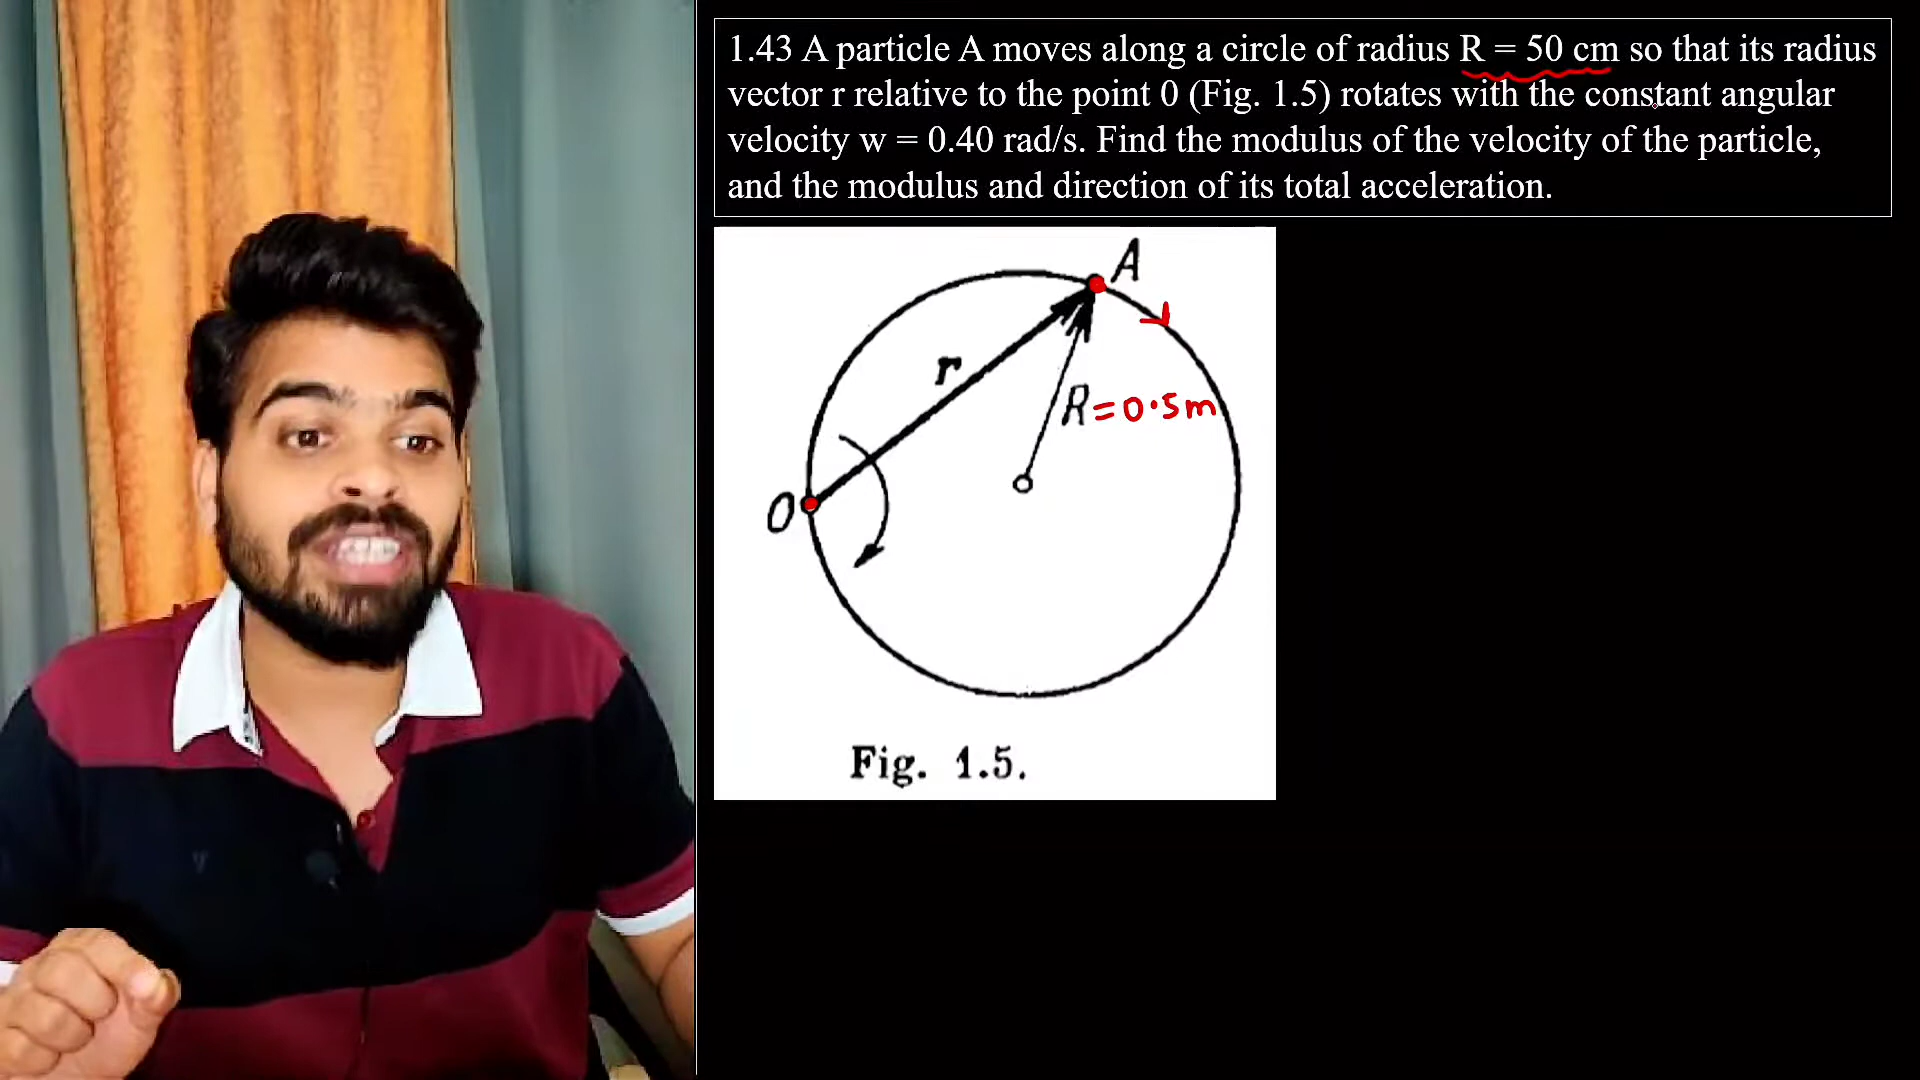 1.43 A particle A moves along a circle of radius R = 50 cm so that its radius
vector r relative to the point 0 (Fig. 1.5) rotates with the constant angular
velocity w = 0.40 rad/s. Find the modulus of the velocity of the particle,
and the modulus and direction of its total acceleration.
A
r
R = 0.5 m
O
Fig. 1.5.